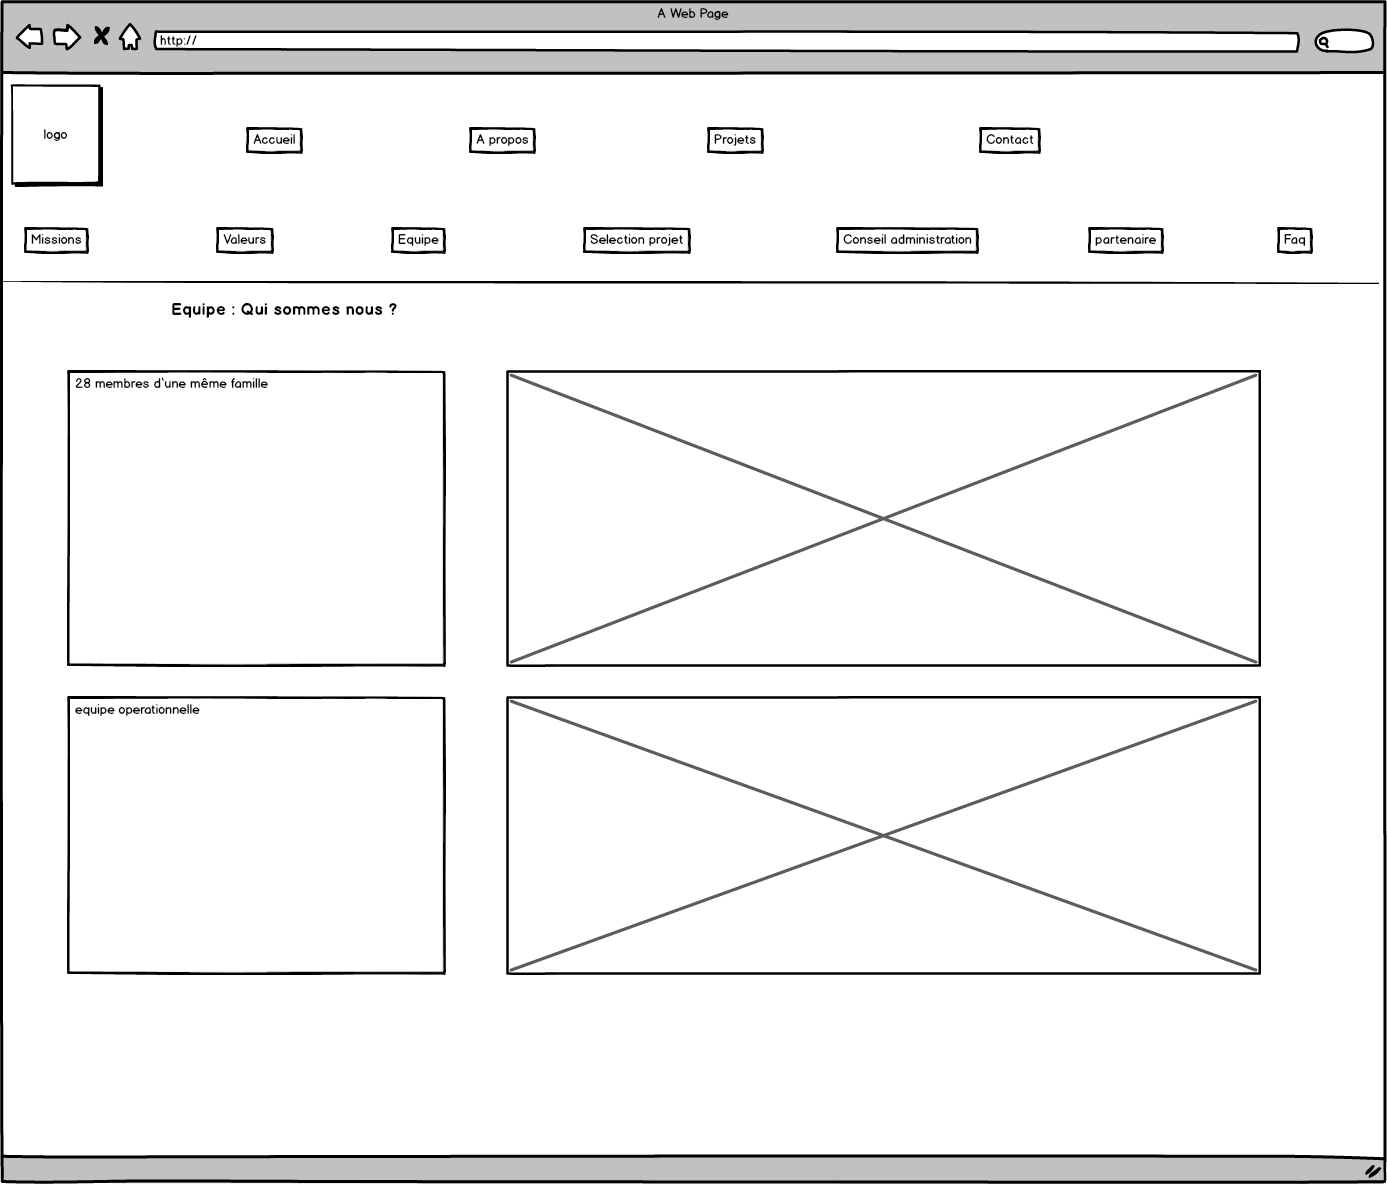 A Web Page
http://
logo
Accueil
A propos
Projets
Contact
Missions
Valeurs
Equipe
Selection projet
Conseil administration
partenaire
Faq
Equipe : Qui sommes nous ?
28 membres d'une même famille
equipe operationnelle